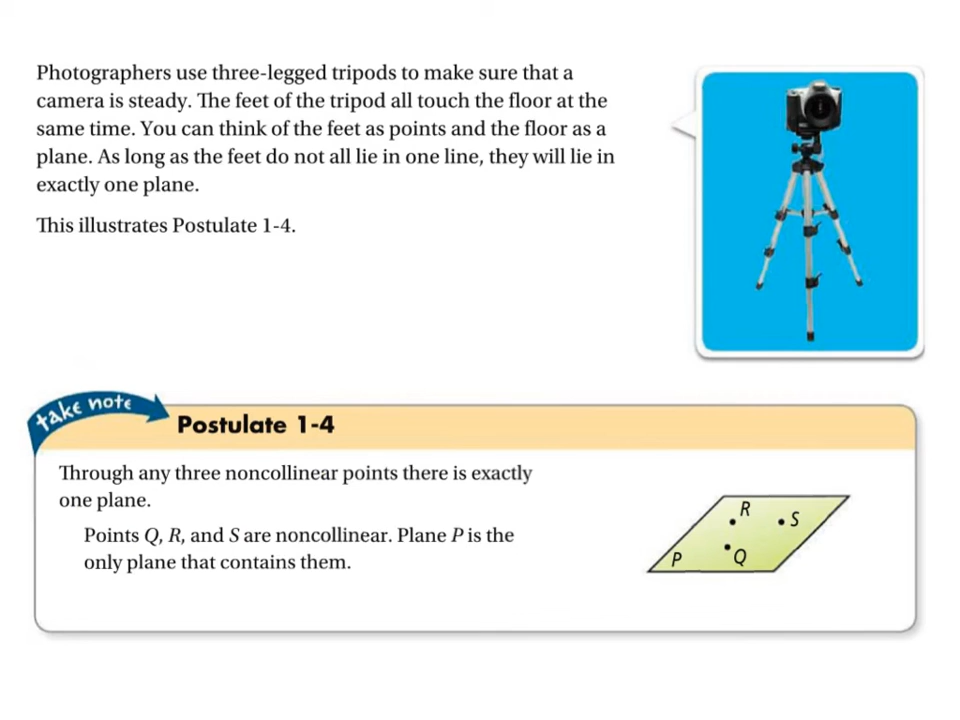 Photographers use three-legged tripods to make sure that a
camera is steady. The feet of the tripod all touch the floor at the
same time. You can think of the feet as points and the floor as a
plane. As long as the feet do not all lie in one line, they will lie in
exactly one plane.
This illustrates Postulate 1-4.
take note
Postulate 1-4
Through any three noncollinear points there is exactly
one plane.
Points Q, R, and S are noncollinear. Plane P is the
only plane that contains them.
R
S
P
Q